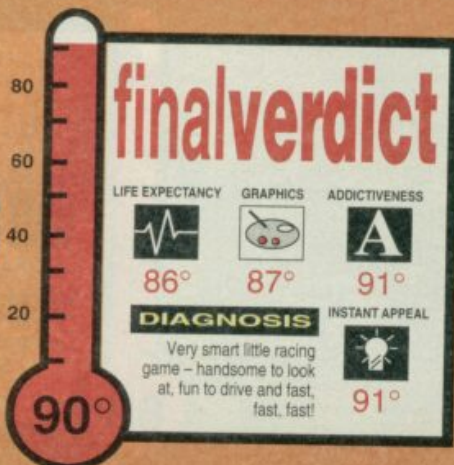 80
60
40
20
90°
finalverdict
LIFE EXPECTANCY GRAPHICS ADDICTIVENESS
86° 87° 91°
DIAGNOSIS
Very smart little racing
game – handsome to look
at, fun to drive and fast,
fast, fast!
INSTANT APPEAL
91°